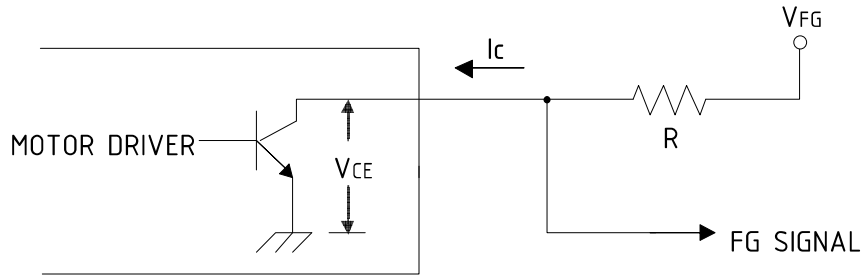 VFG
Ic
R
MOTOR DRIVER
VCE
FG SIGNAL